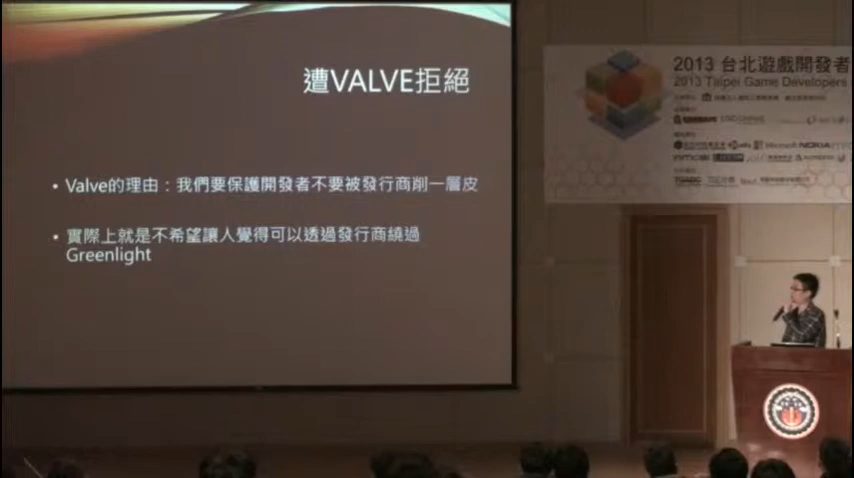 遭VALVE拒絕
• Valve的理由：我們要保護開發者不要被發行商削一層皮
• 實際上就是不希望讓人覺得可以透過發行商繞過
Greenlight
2013 台北遊戲開發者
2013 Taipei Game Developers
Microsoft NOKIA